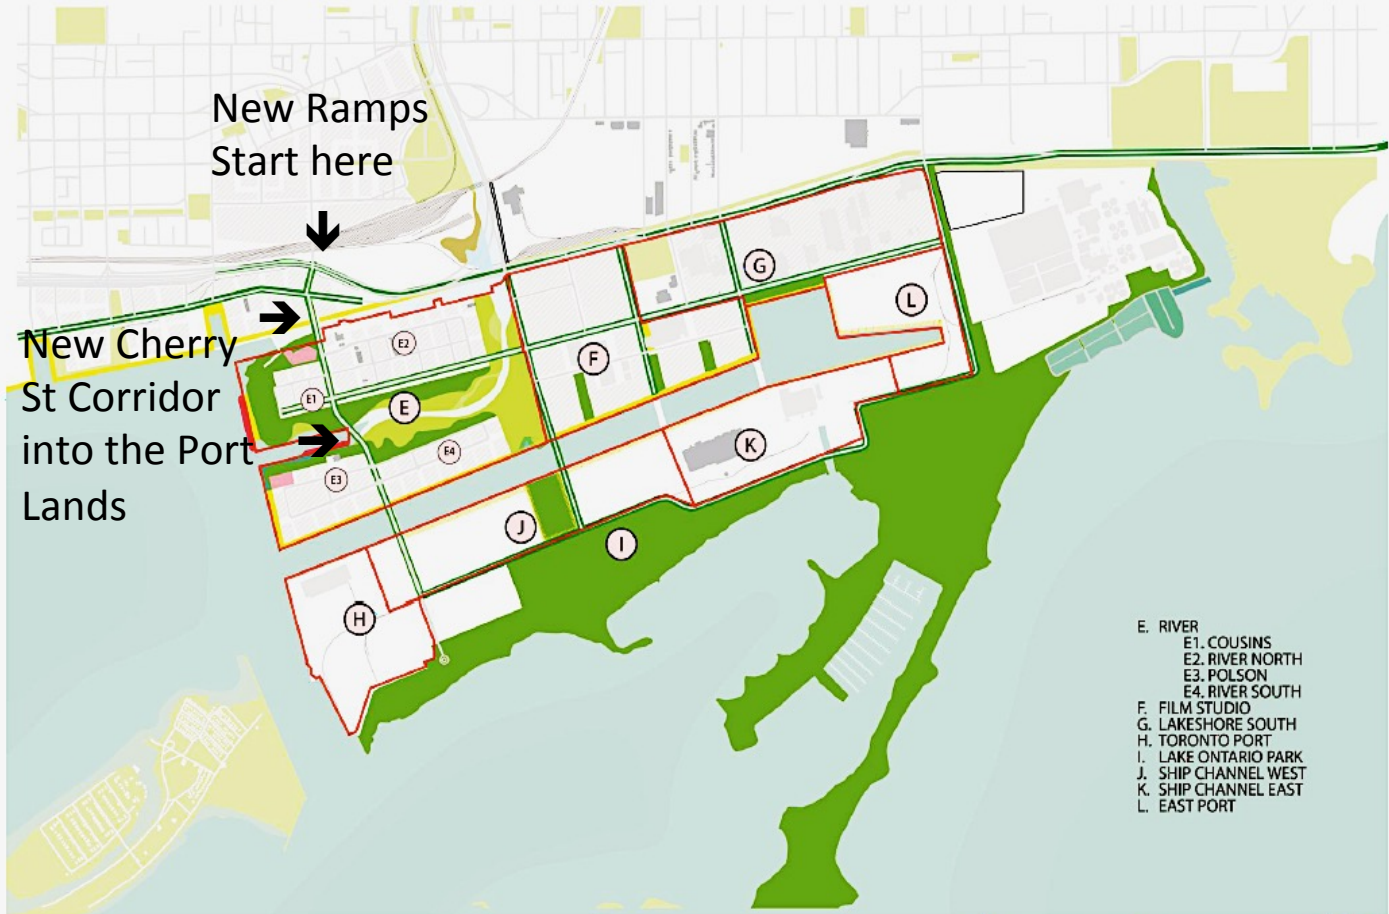 New Ramps
Start here
New Cherry
St Corridor
into the Port
Lands
G
L
E2
F
E1
E
E4
K
E3
J
I
H
E. RIVER
E1. COUSINS
E2. RIVER NORTH
E3. POLSON
E4. RIVER SOUTH
F. FILM STUDIO
G. LAKESHORE SOUTH
H. TORONTO PORT
I. LAKE ONTARIO PARK
J. SHIP CHANNEL WEST
K. SHIP CHANNEL EAST
L. EAST PORT